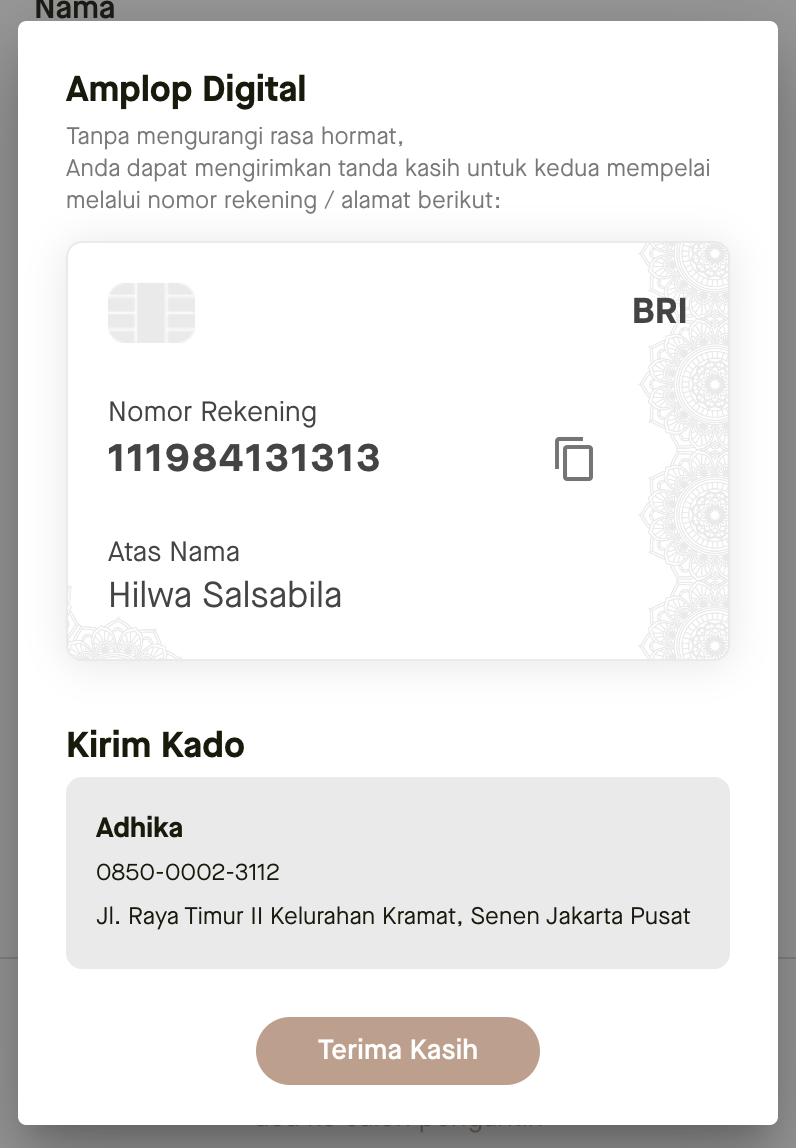 Nama
Amplop Digital
Tanpa mengurangi rasa hormat,
Anda dapat mengirimkan tanda kasih untuk kedua mempelai
melalui nomor rekening / alamat berikut:
BRI
Nomor Rekening
111984131313
Atas Nama
Hilwa Salsabila
Kirim Kado
Adhika
0850-0002-3112
Jl. Raya Timur II Kelurahan Kramat, Senen Jakarta Pusat
Terima Kasih